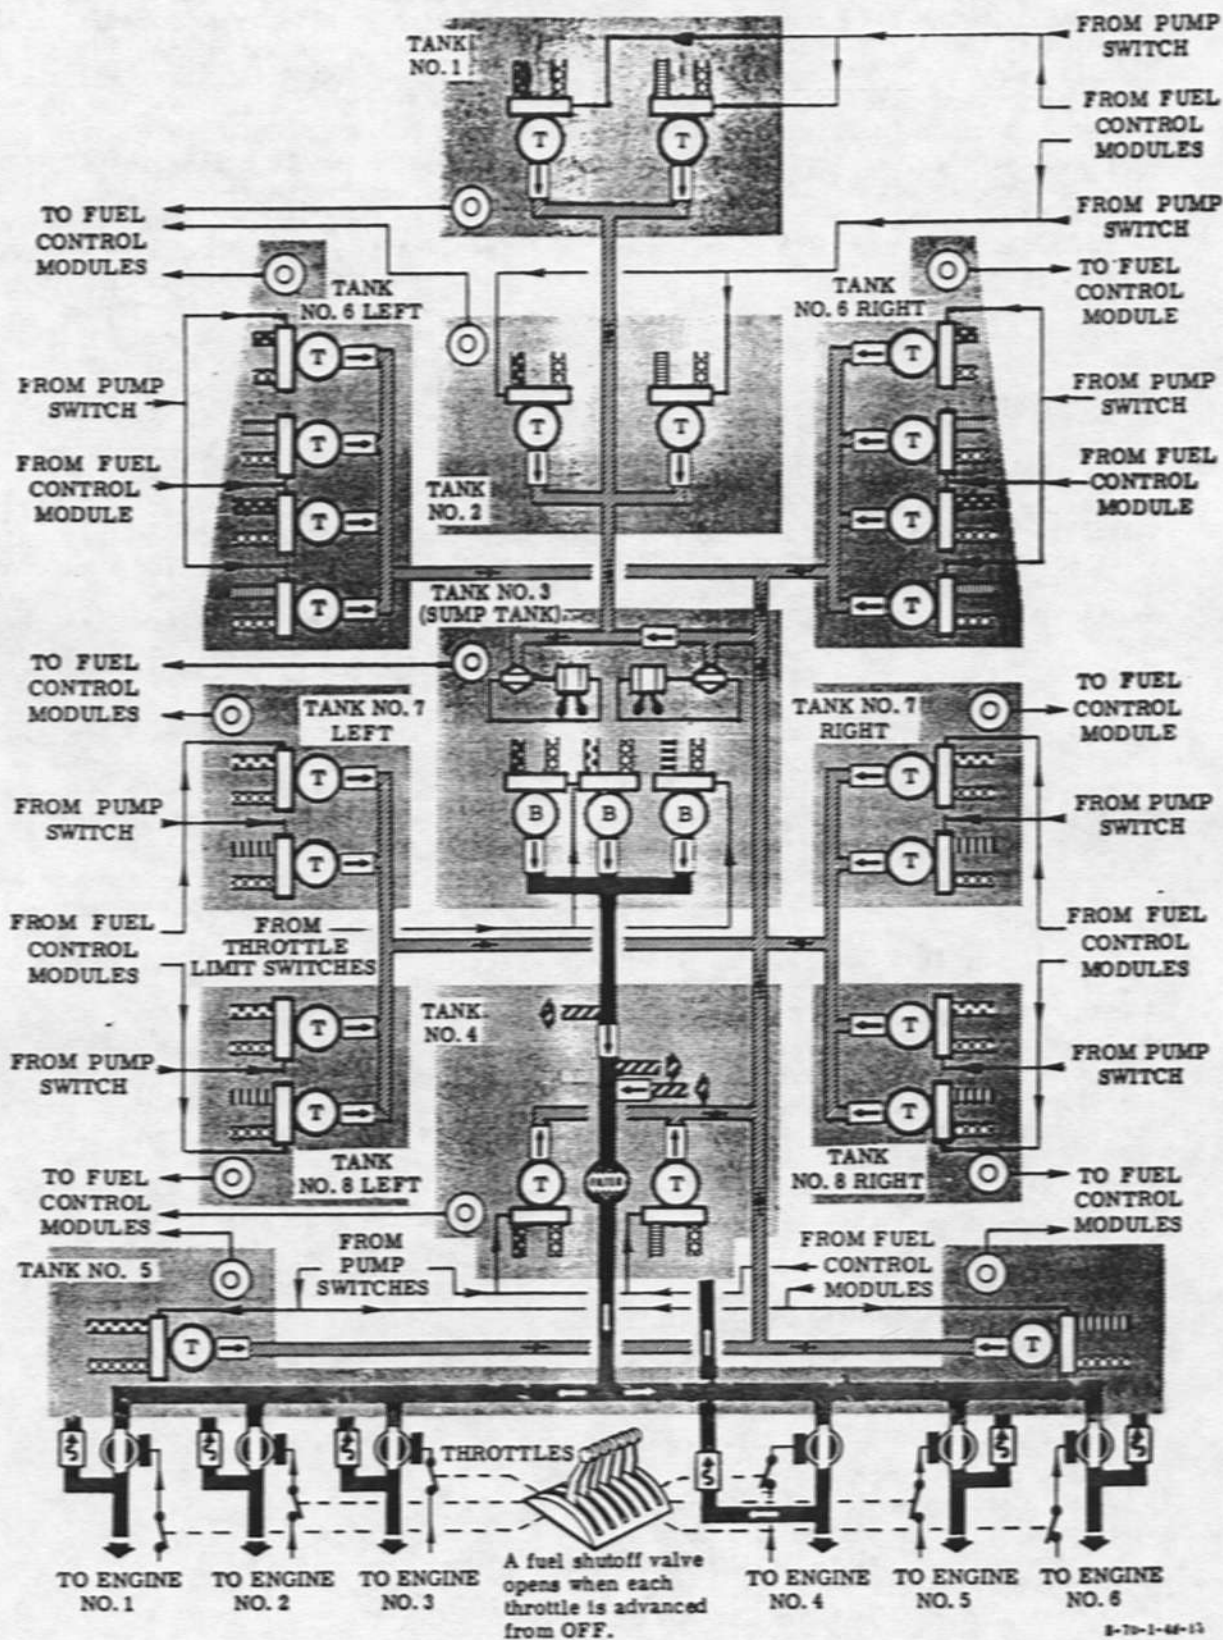 TANK
NO. 1
FROM PUMP
SWITCH
FROM FUEL
CONTROL
MODULES
T
T
TO FUEL
CONTROL
MODULES
FROM PUMP
SWITCH
TANK
NO. 6 LEFT
TANK
NO. 6 RIGHT
TO FUEL
CONTROL
MODULE
T
T
FROM PUMP
SWITCH
FROM PUMP
SWITCH
T
T
T
T
FROM FUEL
CONTROL
MODULE
TANK
NO. 2
FROM FUEL
CONTROL
MODULE
T
T
T
T
TANK NO. 3
(SUMP TANK)
TO FUEL
CONTROL
MODULES
TANK NO. 7
LEFT
TANK NO. 7
RIGHT
TO FUEL
CONTROL
MODULE
T
T
FROM PUMP
SWITCH
B
B
B
FROM PUMP
SWITCH
T
T
FROM FUEL
CONTROL
MODULES
FROM
THROTTLE
LIMIT SWITCHES
FROM FUEL
CONTROL
MODULES
TANK
NO. 4
T
T
FROM PUMP
SWITCH
FROM PUMP
SWITCH
T
T
TANK
NO. 8 LEFT
TANK
NO. 8 RIGHT
T
FILTER
T
TO FUEL
CONTROL
MODULES
TO FUEL
CONTROL
MODULES
FROM
PUMP
SWITCHES
FROM FUEL
CONTROL
MODULES
TANK NO. 5
T
T
THROTTLES
A fuel shutoff valve
opens when each
throttle is advanced
from OFF.
TO ENGINE
NO. 1
TO ENGINE
NO. 2
TO ENGINE
NO. 3
TO ENGINE
NO. 4
TO ENGINE
NO. 5
TO ENGINE
NO. 6